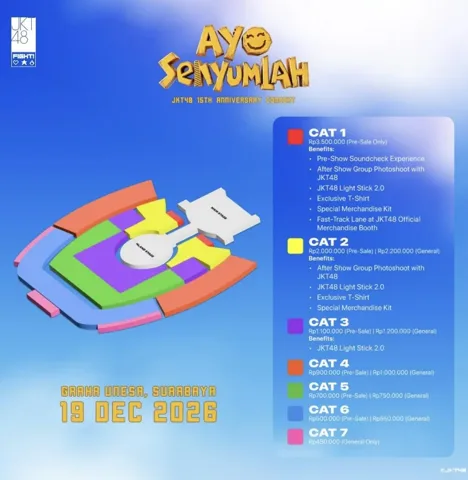 JKT
48
FIGHT!
AYO
SENYUMLAH
JKT48 15TH ANNIVERSARY CONCERT
CAT 1
Rp3.500.000 (Pre-Sale Only)
Benefits:
• Pre-Show Soundcheck Experience
• After Show Group Photoshoot with
JKT48
• JKT48 Light Stick 2.0
• Exclusive T-Shirt
• Special Merchandise Kit
• Fast-Track Lane at JKT48 Official
Merchandise Booth
CAT 2
Rp2.000.000 (Pre-Sale) | Rp2.200.000 (General)
Benefits:
• After Show Group Photoshoot with
JKT48
• JKT48 Light Stick 2.0
• Exclusive T-Shirt
• Special Merchandise Kit
CAT 3
Rp1.100.000 (Pre-Sale) | Rp1.200.000 (General)
Benefits:
• JKT48 Light Stick 2.0
CAT 4
Rp900.000 (Pre-Sale) | Rp1.000.000 (General)
CAT 5
Rp700.000 (Pre-Sale) | Rp750.000 (General)
CAT 6
Rp500.000 (Pre-Sale) | Rp550.000 (General)
CAT 7
Rp400.000 (General Only)
GRAHA UNESA, SURABAYA
19 DEC 2026